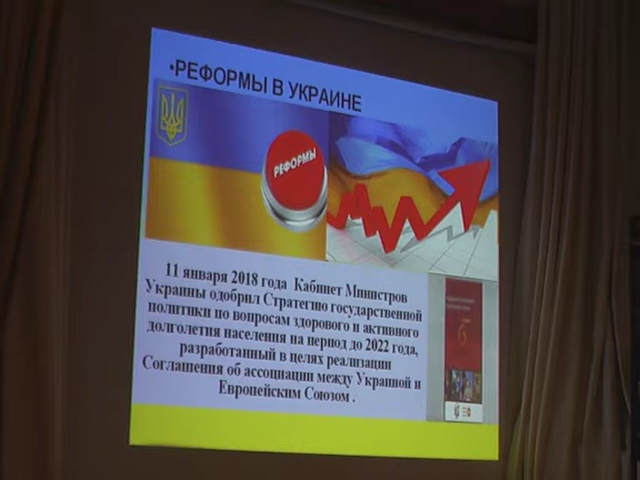 •РЕФОРМЫ В УКРАИНЕ
РЕФОРМЫ
11 января 2018 года Кабинет Министров
Украины одобрил Стратегию государственной
политики по вопросам здорового и активного
долголетия населения на период до 2022 года,
разработанный в целях реализации
Соглашения об ассоциации между Украиной и
Европейским Союзом .